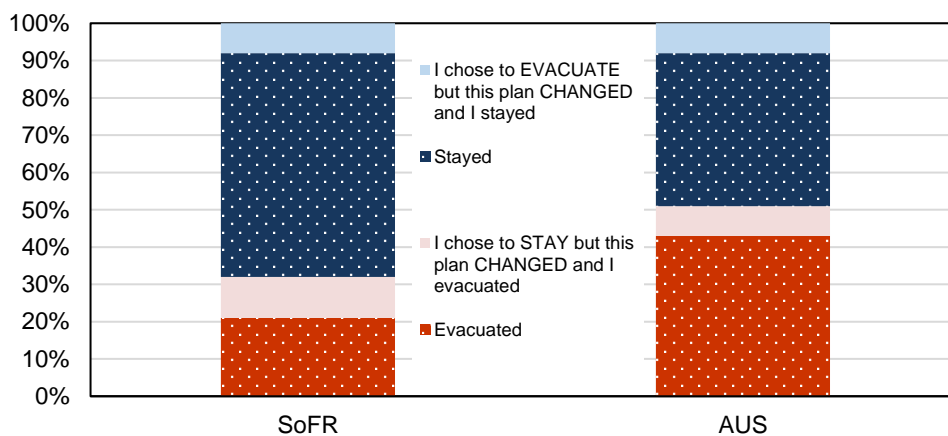 100%
90%
80%
70%
60%
50%
40%
30%
20%
10%
0%
I chose to EVACUATE
but this plan CHANGED
and I stayed
Stayed
I chose to STAY but this
plan CHANGED and I
evacuated
Evacuated
SoFR
AUS